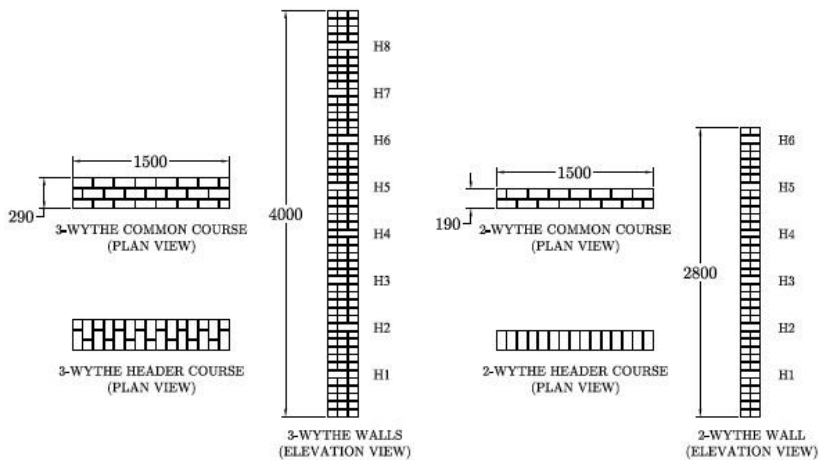 1500
290
3-WYTHE COMMON COURSE
(PLAN VIEW)
3-WYTHE HEADER COURSE
(PLAN VIEW)
4000
H8
H7
H6
H5
H4
H3
H2
H1
3-WYTHE WALLS
(ELEVATION VIEW)
1500
190
2-WYTHE COMMON COURSE
(PLAN VIEW)
2-WYTHE HEADER COURSE
(PLAN VIEW)
2800
H6
H5
H4
H3
H2
H1
2-WYTHE WALL
(ELEVATION VIEW)